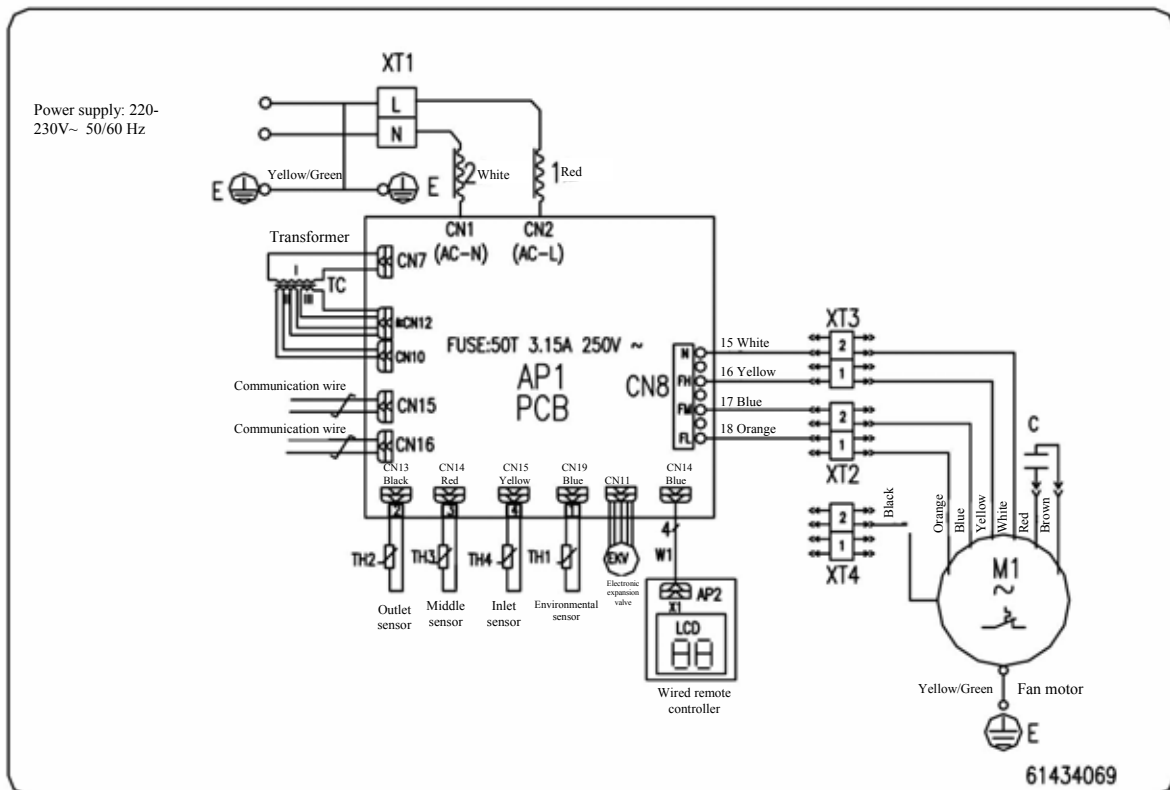 XT1
Power supply: 220-
230V~ 50/60 Hz
L
N
Yellow/Green
E
E
2 White
1 Red
Transformer
CN1
(AC-N)
CN2
(AC-L)
CN7
I
TC
II
III
CN12
CN10
FUSE:50T 3.15A 250V ~
AP1
PCB
CN8
N
FH
FM
FL
15 White
16 Yellow
17 Blue
18 Orange
XT3
2
1
2
1
XT2
2
1
XT4
C
Communication wire
CN15
Communication wire
CN16
CN13
Black
CN14
Red
CN15
Yellow
CN19
Blue
CN11
CN14
Blue
2
3
4
1
TH2
TH3
TH4
TH1
EKV
4
W1
Outlet
sensor
Middle
sensor
Inlet
sensor
Environmental
sensor
Electronic
expansion
valve
AP2
X1
LCD
88
Wired remote
controller
Black
Orange
Blue
Yellow
White
Red
Brown
M1
~
Yellow/Green
Fan motor
E
61434069